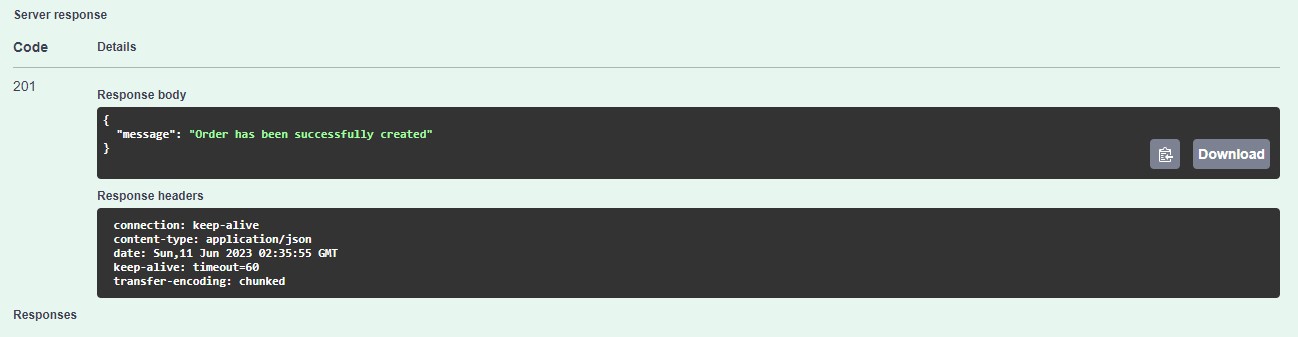 Server response
Code Details
201
Response body
{
  "message": "Order has been successfully created"
}
Download
Response headers
connection: keep-alive
content-type: application/json
date: Sun,11 Jun 2023 02:35:55 GMT
keep-alive: timeout=60
transfer-encoding: chunked
Responses